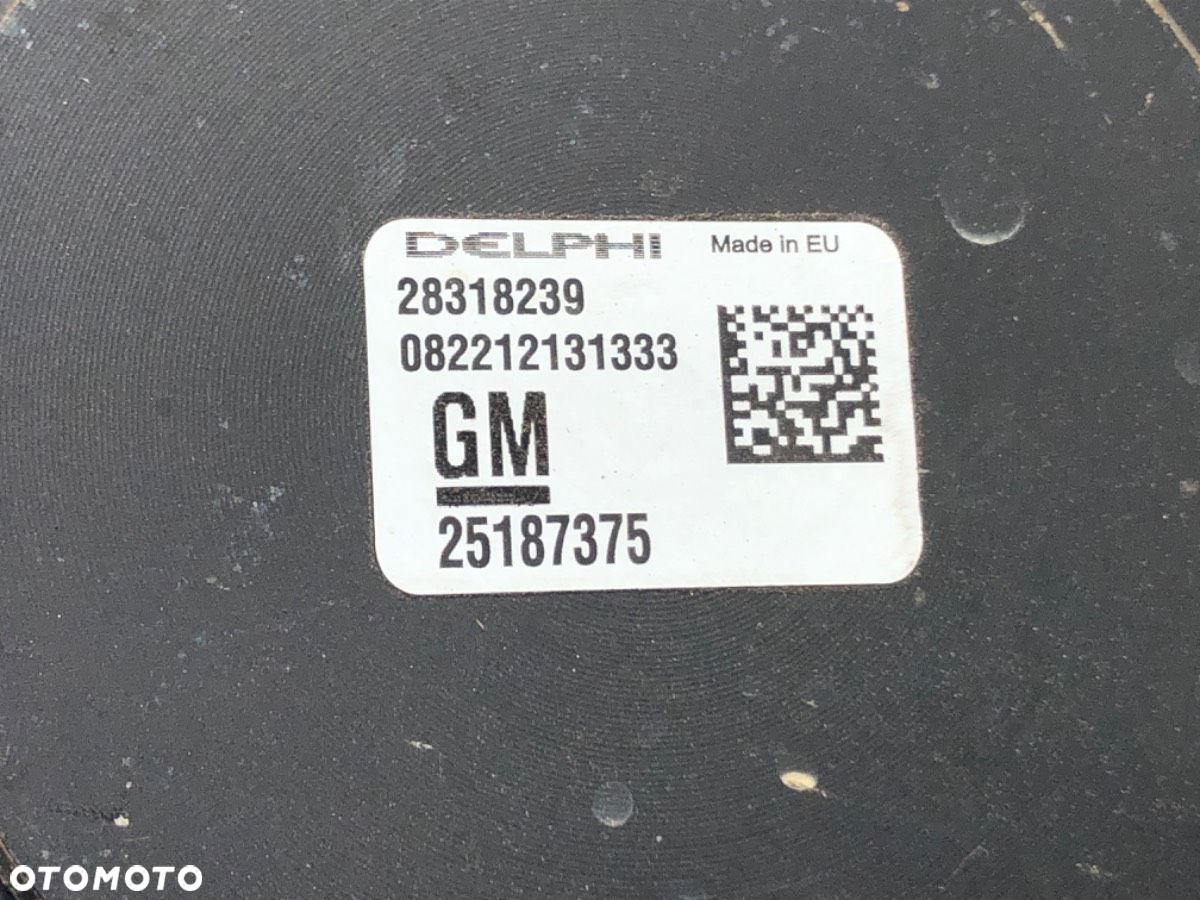 DELPHI Made in EU
28318239
082212131333
GM
25187375
OTOMOTO